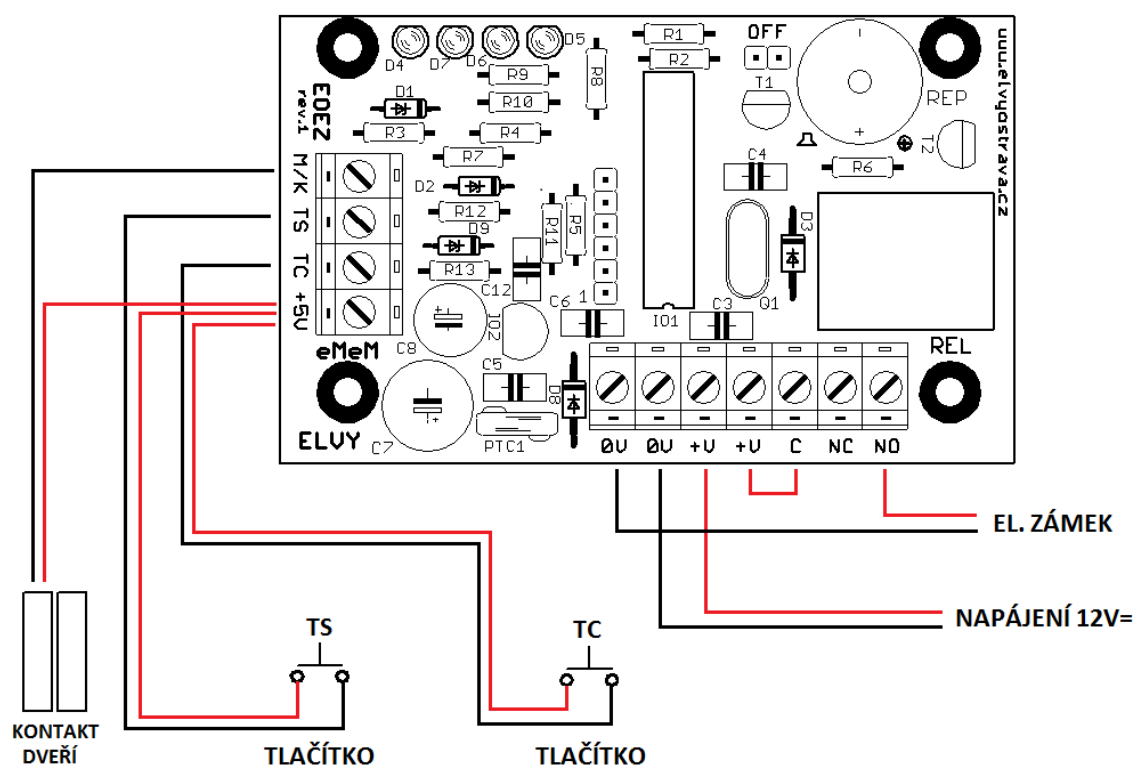 D4
D7
D6
D5
R1
OFF
R2
R9
R8
T1
www.elvyostrava.cz
EDEZ
rev.1
D1
R10
REP
R3
R4
T2
M/K
R7
C4
R6
D2
TS
R12
R11
R5
D3
D9
TC
R13
C12
+5V
C6
1
IO1
C3
Q1
IO2
eMeM
C8
REL
C5
D8
ELVY
C7
PTC1
0V
0V
+V
+V
C
NC
NO
EL. ZÁMEK
NAPÁJENÍ 12V=
TS
TC
KONTAKT
DVEŘÍ
TLAČÍTKO
TLAČÍTKO